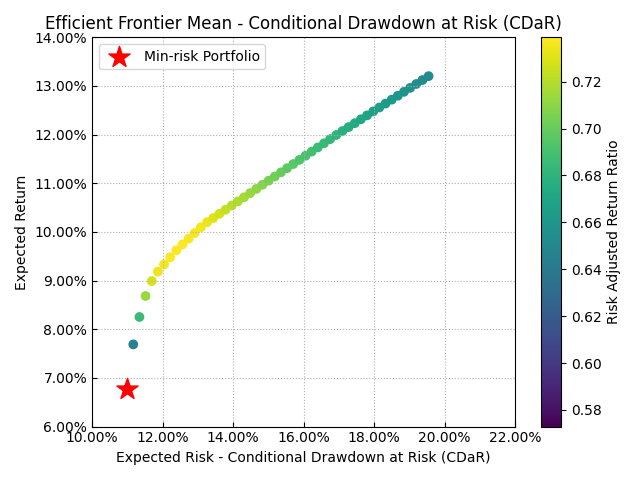 Efficient Frontier Mean - Conditional Drawdown at Risk (CDaR)
Min-risk Portfolio
14.00%
13.00%
12.00%
11.00%
10.00%
9.00%
8.00%
7.00%
6.00%
Expected Return
10.00% 12.00% 14.00% 16.00% 18.00% 20.00% 22.00%
Expected Risk - Conditional Drawdown at Risk (CDaR)
0.72
0.70
0.68
0.66
0.64
0.62
0.60
0.58
Risk Adjusted Return Ratio